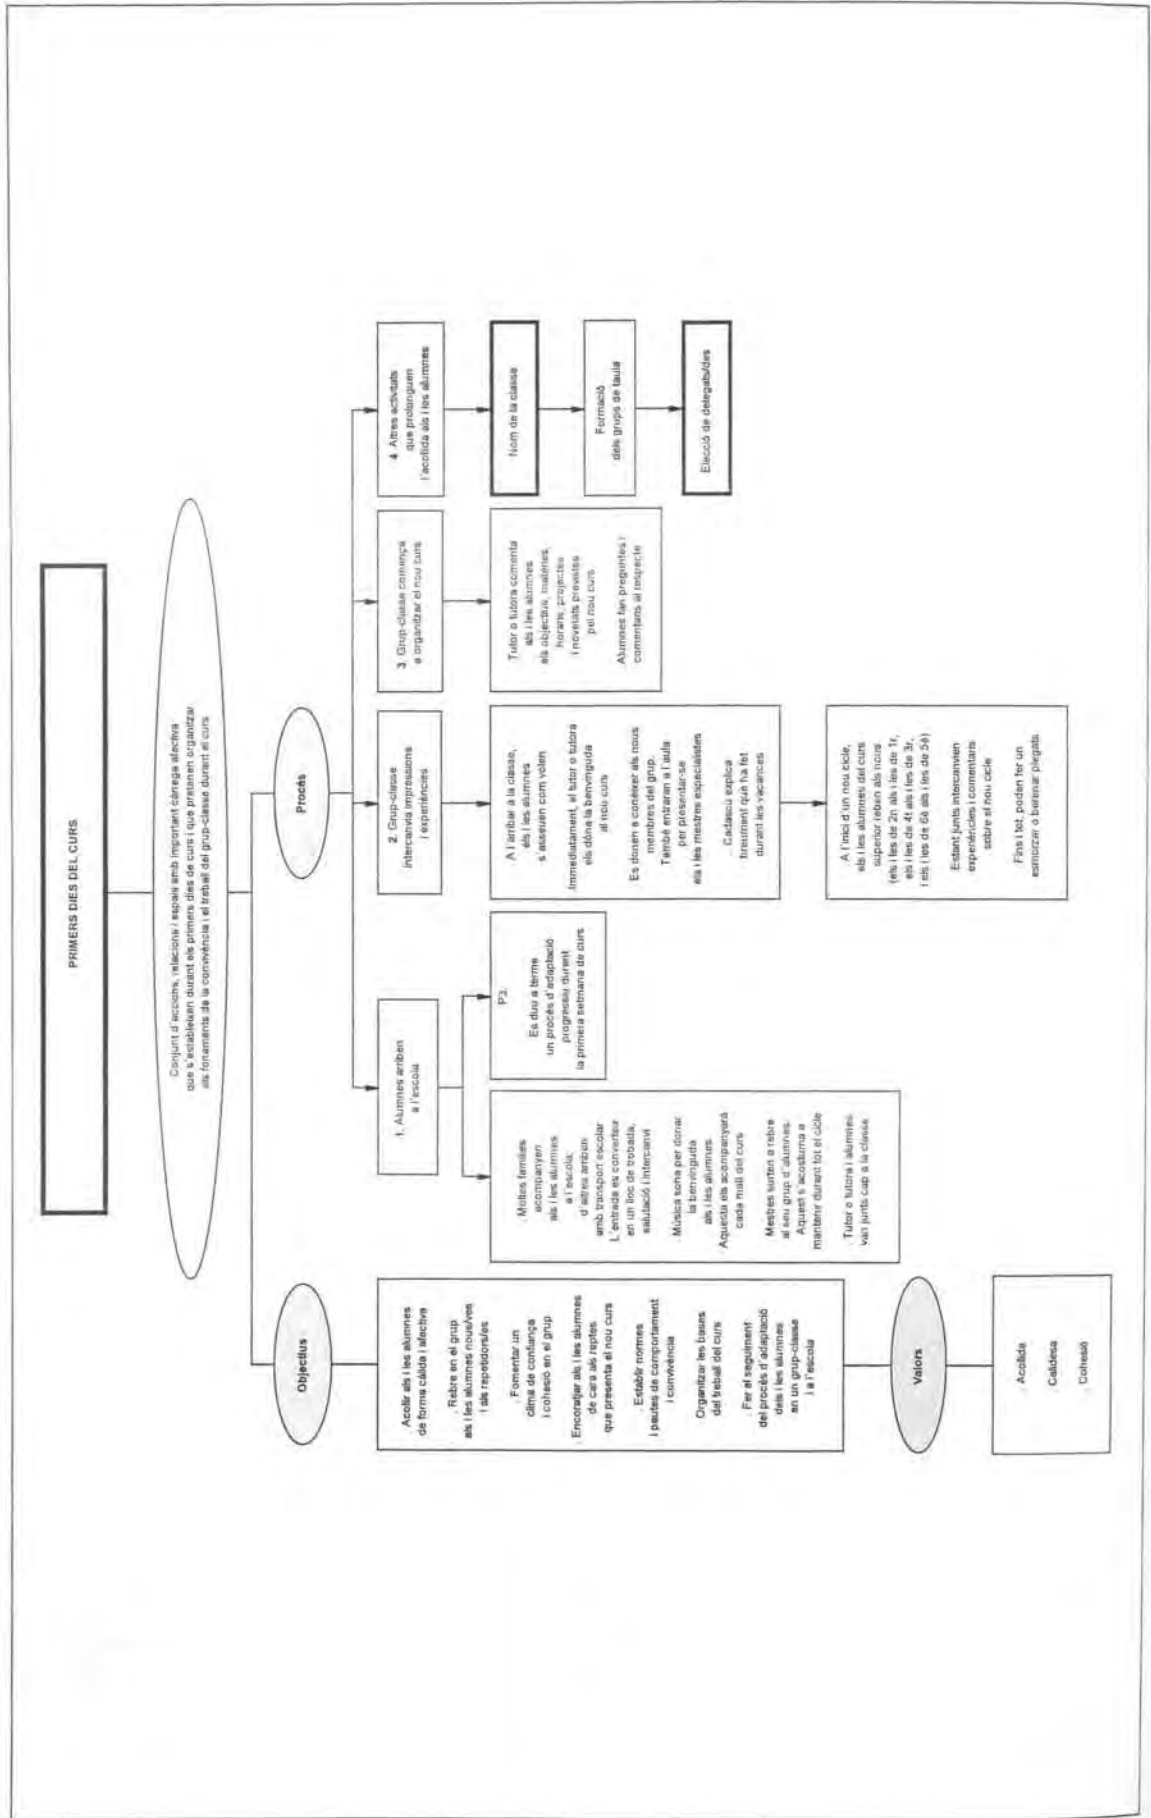 PRIMERS DIES DEL CURS
Conjunt d'accions, relacions i espais amb important càrrega afectiva
que s'estableixen durant els primers dies de curs i que pretenen organitzar
els fonaments de la convivència i el treball del grup-classe durant el curs
Objectius
Acollir als i les alumnes
de forma càlida i afectiva
. Rebre en el grup
als i les alumnes nous/ves
i als repetidors/es
. Fomentar un
clima de confiança
i cohesió en el grup
. Encoratjar als i les alumnes
de cara als reptes
que presenta el nou curs
. Establir normes
i pautes de comportament
i convivència
Organitzar les bases
del treball del curs
. Fer el seguiment
del procès d'adaptació
dels i les alumnes
en un grup-classe
i a l'escola
Valors
. Acollida
. Calidesa
. Cohesió
Procès
1. Alumnes arriben
a l'escola
. Moltes famílies
acompanyen
als i les alumnes
a l'escola;
d'altres arriben
amb transport escolar
L'entrada es converteix
en un lloc de trobada,
salutació i intercanvi
. Música sona per donar
la benvinguda
als i les alumnes.
Aquesta els acompanyarà
cada matí del curs
Mestres surten a rebre
al seu grup d'alumnes.
Aquest s'acostuma a
mantenir durant tot el cicle
. Tutor o tutora i alumnes
van junts cap a la classe
P3.
Es duu a terme
un procès d'adaptació
progressiu durant
la primera setmana de curs
2. Grup-classe
intercanvia impressions
i experiències
A l'arribar a la classe,
els i les alumnes
s'asseuen com volen
.Immediatament, el tutor o tutora
els dóna la benvinguda
al nou curs
Es donen a conèixer als nous
membres del grup.
També entraran a l'aula
per presentar-se
els i les mestres especialistes
. Cadascú explica
breument què ha fet
durant les vacances
. A l'inici d'un nou cicle,
els i les alumnes del curs
superior reben als nous
(els i les de 2n als i les de 1r,
els i les de 4t als i les de 3r,
i els i les de 6è als i les de 5è)
Estant junts intercanvien
experiències i comentaris
sobre el nou cicle
. Fins i tot, poden fer un
esmorzar o berenar plegats
3. Grup-classe comença
a organitzar el nou curs
Tutor o tutora comenta
als i les alumnes
els objectius, matèries,
horaris, projectes
i novetats previstes
pel nou curs
Alumnes fan preguntes i
comentaris al respecte
4. Altres activitats
que prolonguen
l'acollida als i les alumnes
Nom de la classe
Formació
dels grups de taula
Elecció de delegats/des